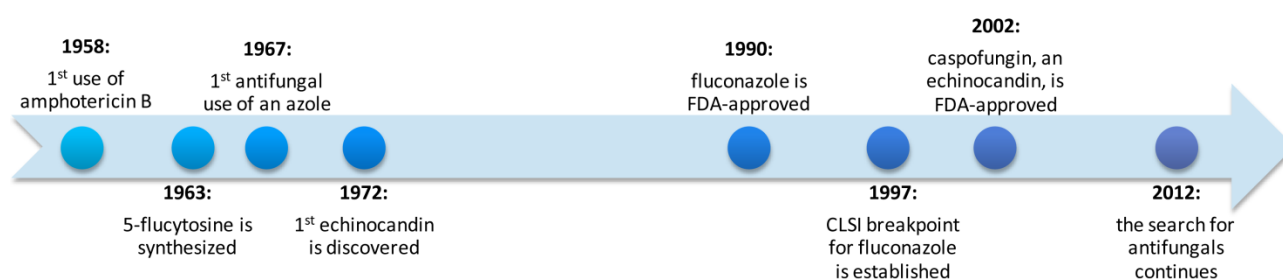 1958:
1st use of
amphotericin B
1963:
5-flucytosine is
synthesized
1967:
1st antifungal
use of an azole
1972:
1st echinocandin
is discovered
1990:
fluconazole is
FDA-approved
1997:
CLSI breakpoint
for fluconazole
is established
2002:
caspofungin, an
echinocandin, is
FDA-approved
2012:
the search for
antifungals
continues